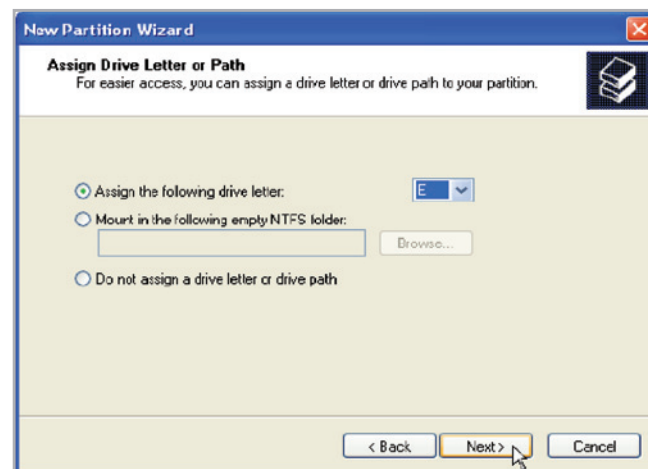 New Partition Wizard
Assign Drive Letter or Path
For easier access, you can assign a drive letter or drive path to your partition.
Assign the following drive letter: E
Mount in the following empty NTFS folder:
Browse...
Do not assign a drive letter or drive path
< Back Next > Cancel